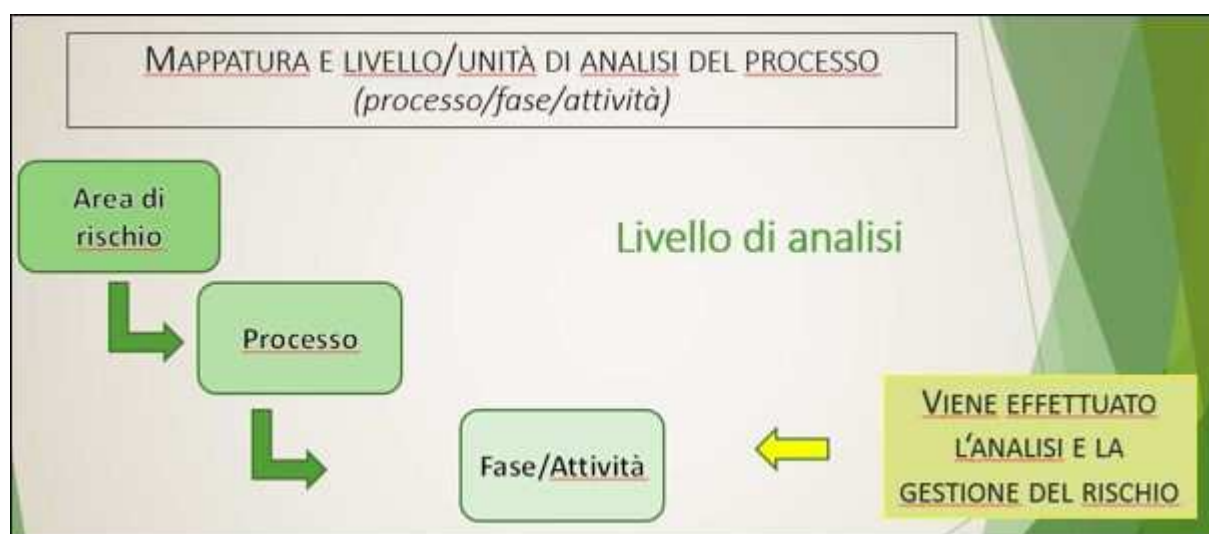 MAPPATURA E LIVELLO/UNITÀ DI ANALISI DEL PROCESSO
(processo/fase/attività)
Area di
rischio
Livello di analisi
Processo
Fase/Attività
VIENE EFFETTUATO
L'ANALISI E LA
GESTIONE DEL RISCHIO